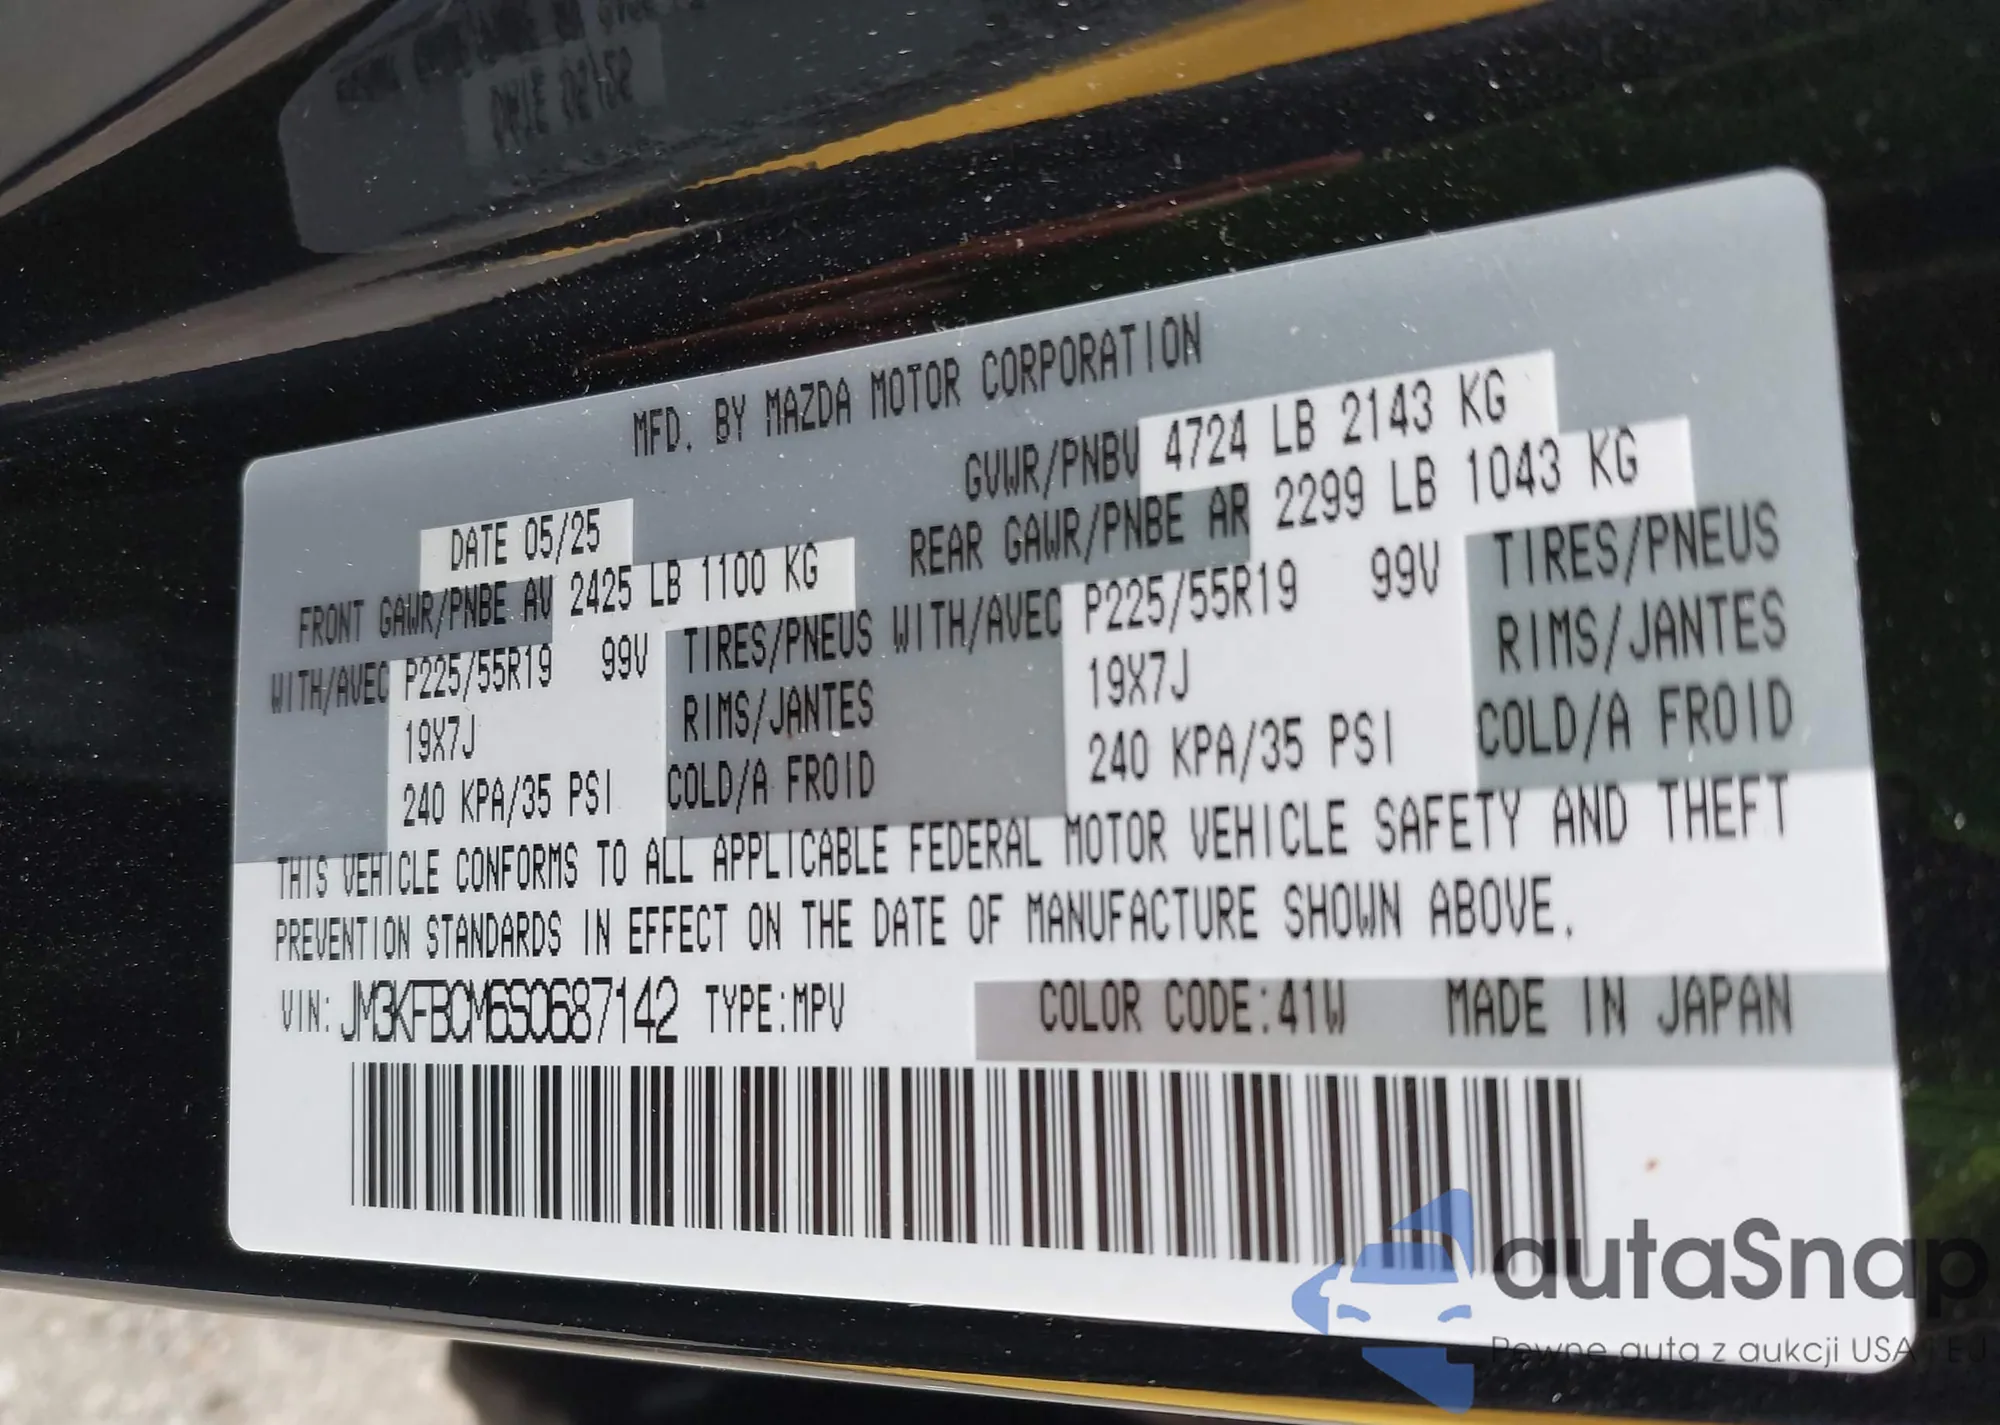 MFD. BY MAZDA MOTOR CORPORATION
DATE 05/25
GVWR/PNBV 4724 LB 2143 KG
FRONT GAWR/PNBE AV 2425 LB 1100 KG
REAR GAWR/PNBE AR 2299 LB 1043 KG
WITH/AVEC P225/55R19 99V TIRES/PNEUS WITH/AVEC P225/55R19 99V TIRES/PNEUS
19X7J RIMS/JANTES 19X7J RIMS/JANTES
240 KPA/35 PSI COLD/A FROID 240 KPA/35 PSI COLD/A FROID
THIS VEHICLE CONFORMS TO ALL APPLICABLE FEDERAL MOTOR VEHICLE SAFETY AND THEFT
PREVENTION STANDARDS IN EFFECT ON THE DATE OF MANUFACTURE SHOWN ABOVE.
VIN: JM3KFBCM6S0687142 TYPE:MPV COLOR CODE:41W MADE IN JAPAN
autaSnap
Pewne auta z aukcji USA i EU